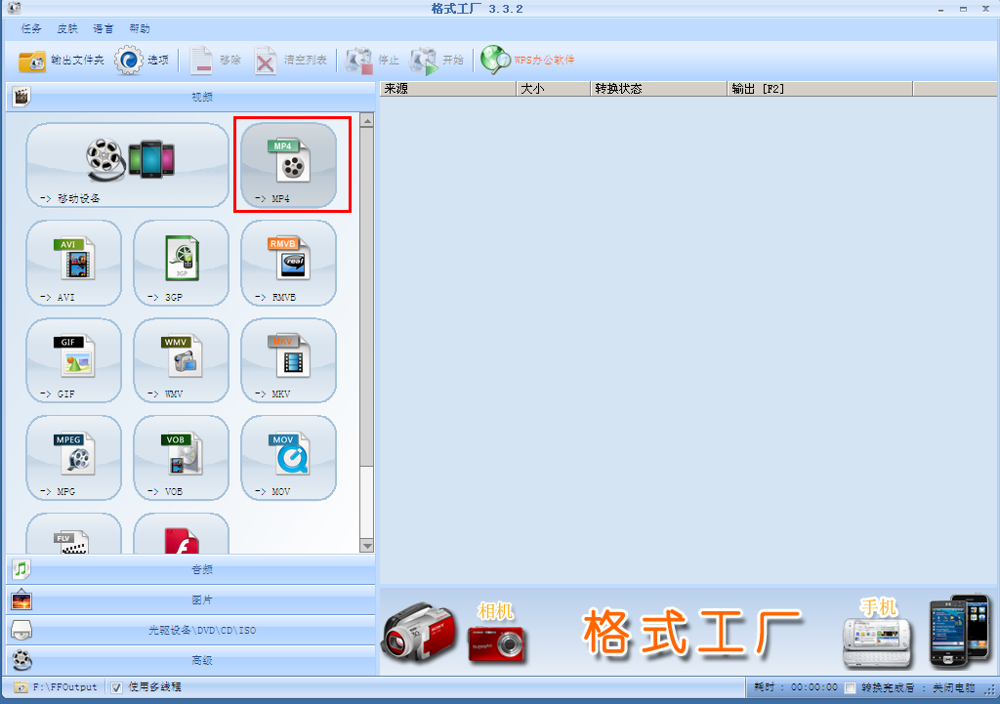 格式工厂 3.3.2
任务 皮肤 语言 帮助
输出文件夹 选项 移除 清空列表 停止 开始 WPS办公软件
视频
来源 大小 转换状态 输出 [F2]
MP4
-> 移动设备 -> MP4
AVI 3GP RMVB real
-> AVI -> 3GP -> RMVB
GIF WMV MKV
-> GIF -> WMV -> MKV
MPEG VOB MOV
-> MPG -> VOB -> MOV
FLV
音频
图片
光驱设备\DVD\CD\ISO
高级
相机 格式工厂 手机
F:\FFOutput 使用多线程 耗时 : 00:00:00 转换完成后 : 关闭电脑